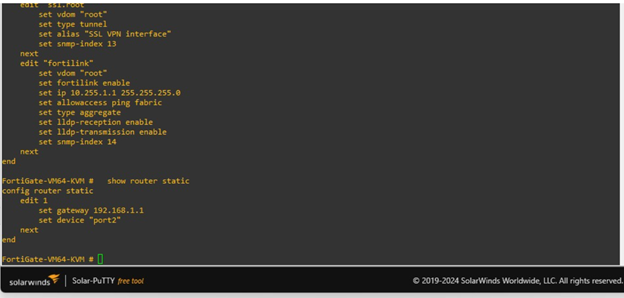 edit "ssl.root"
set vdom "root"
set type tunnel
set alias "SSL VPN interface"
set snmp-index 13
next
edit "fortilink"
set vdom "root"
set fortilink enable
set ip 10.255.1.1 255.255.255.0
set allowaccess ping fabric
set type aggregate
set lldp-reception enable
set lldp-transmission enable
set snmp-index 14
next
end
FortiGate-VM64-KVM # show router static
config router static
edit 1
set gateway 192.168.1.1
set device "port2"
next
end
FortiGate-VM64-KVM #
solarwinds | Solar-PuTTY free tool © 2019-2024 SolarWinds Worldwide, LLC. All rights reserved.